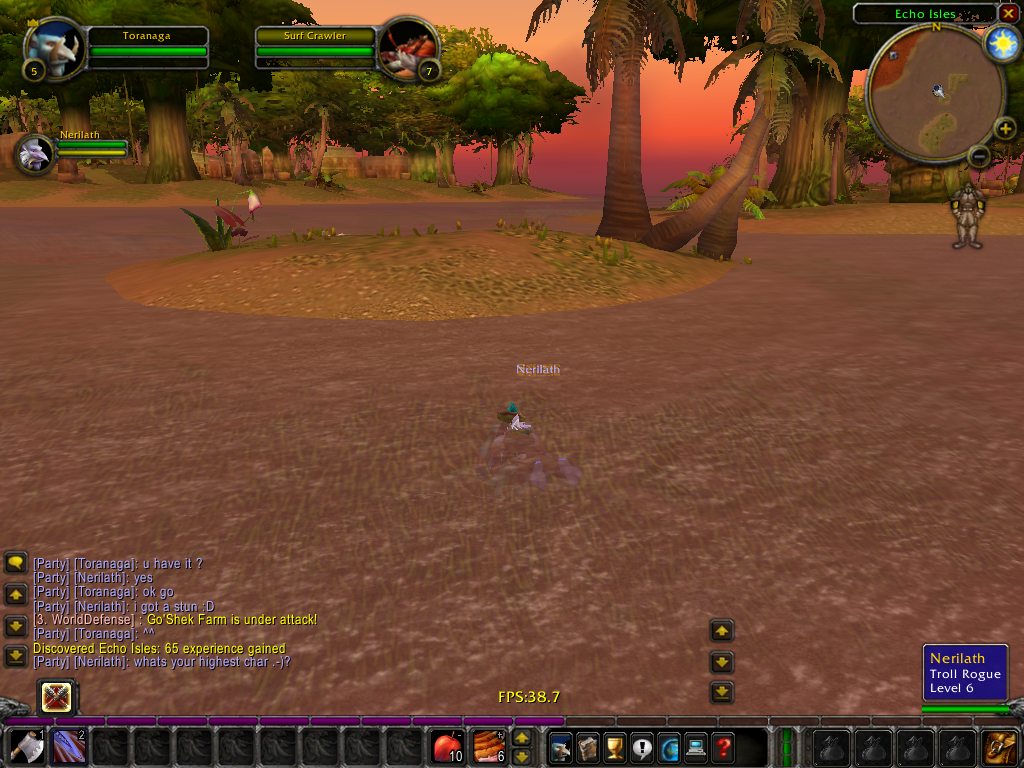 Echo Isles
N
Toranaga
5
Surf Crawler
7
Nerilath
Nerilath
[Party] [Toranaga]: u have it ?
[Party] [Nerilath]: yes
[Party] [Toranaga]: ok go
[Party] [Nerilath]: i got a stun :D
[3. WorldDefense] : Go'Shek Farm is under attack!
[Party] [Toranaga]: ^^
Discovered Echo Isles: 65 experience gained
[Party] [Nerilath]: whats your highest char .-)?
Nerilath
Troll Rogue
Level 6
FPS:38.7
1
2
-
10
+
6